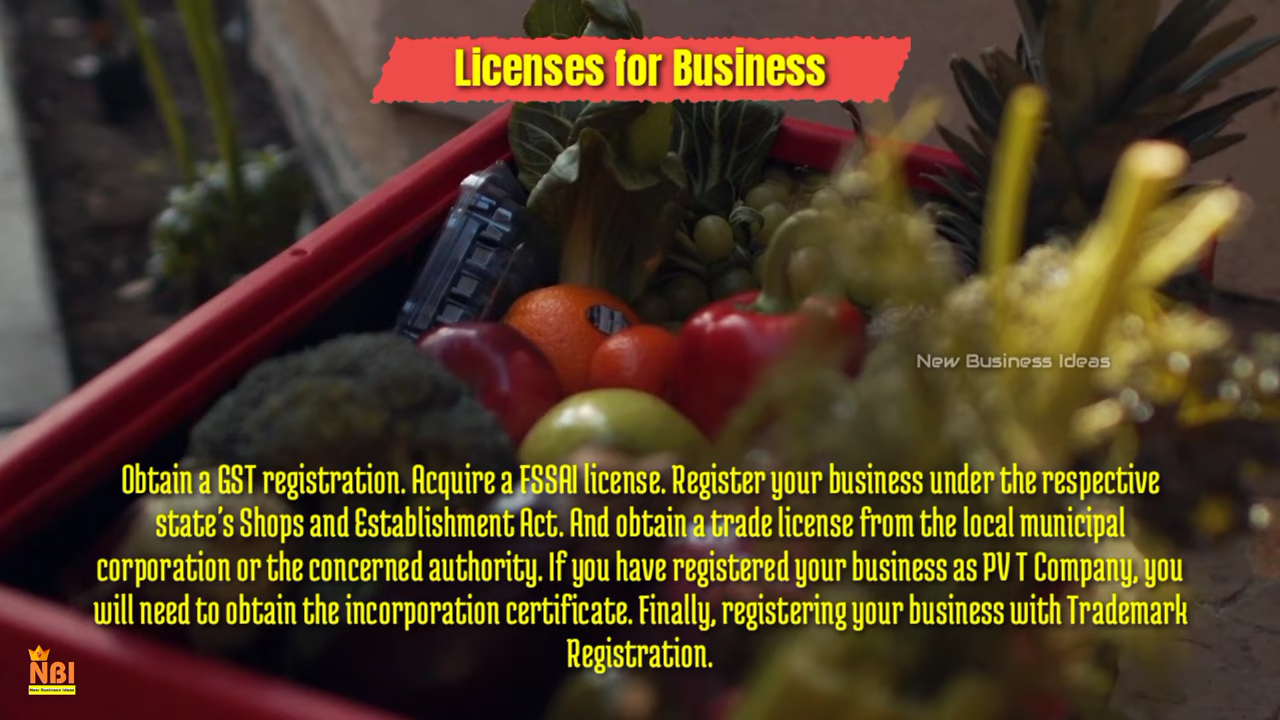 Licenses for Business
New Business Ideas
Obtain a GST registration. Acquire a FSSAI license. Register your business under the respective
state's Shops and Establishment Act. And obtain a trade license from the local municipal
corporation or the concerned authority. If you have registered your business as PV T Company, you
will need to obtain the incorporation certificate. Finally, registering your business with Trademark
Registration.
NBI
New Business Ideas